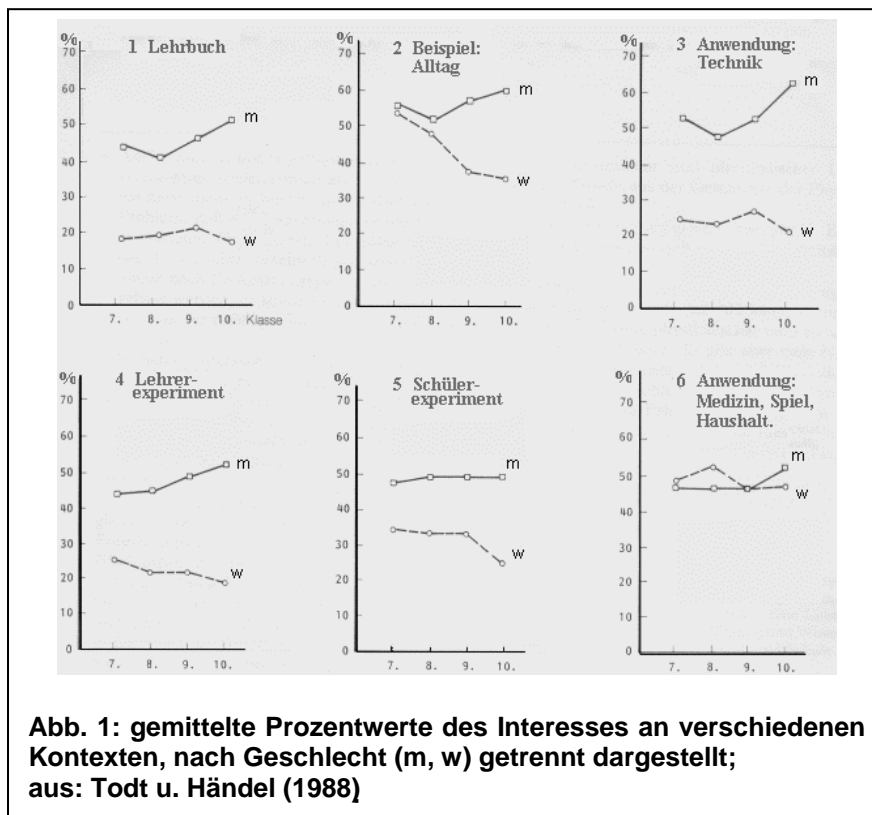 %
1 Lehrbuch
70
60
50
40
30
20
10
0
m
w
7. 8. 9. 10. Klasse
%
2 Beispiel:
Alltag
70
60
50
40
30
20
10
0
m
w
7. 8. 9. 10.
%
3 Anwendung:
Technik
70
60
50
40
30
20
10
0
m
w
7. 8. 9. 10.
%
4 Lehrer-
experiment
70
60
50
40
30
20
10
0
m
w
7. 8. 9. 10.
%
5 Schüler-
experiment
70
60
50
40
30
20
10
0
m
w
7. 8. 9. 10.
%
6 Anwendung:
Medizin, Spiel,
Haushalt.
70
60
50
40
30
20
10
0
m
w
7. 8. 9. 10.
Abb. 1: gemittelte Prozentwerte des Interesses an verschiedenen
Kontexten, nach Geschlecht (m, w) getrennt dargestellt;
aus: Todt u. Händel (1988)